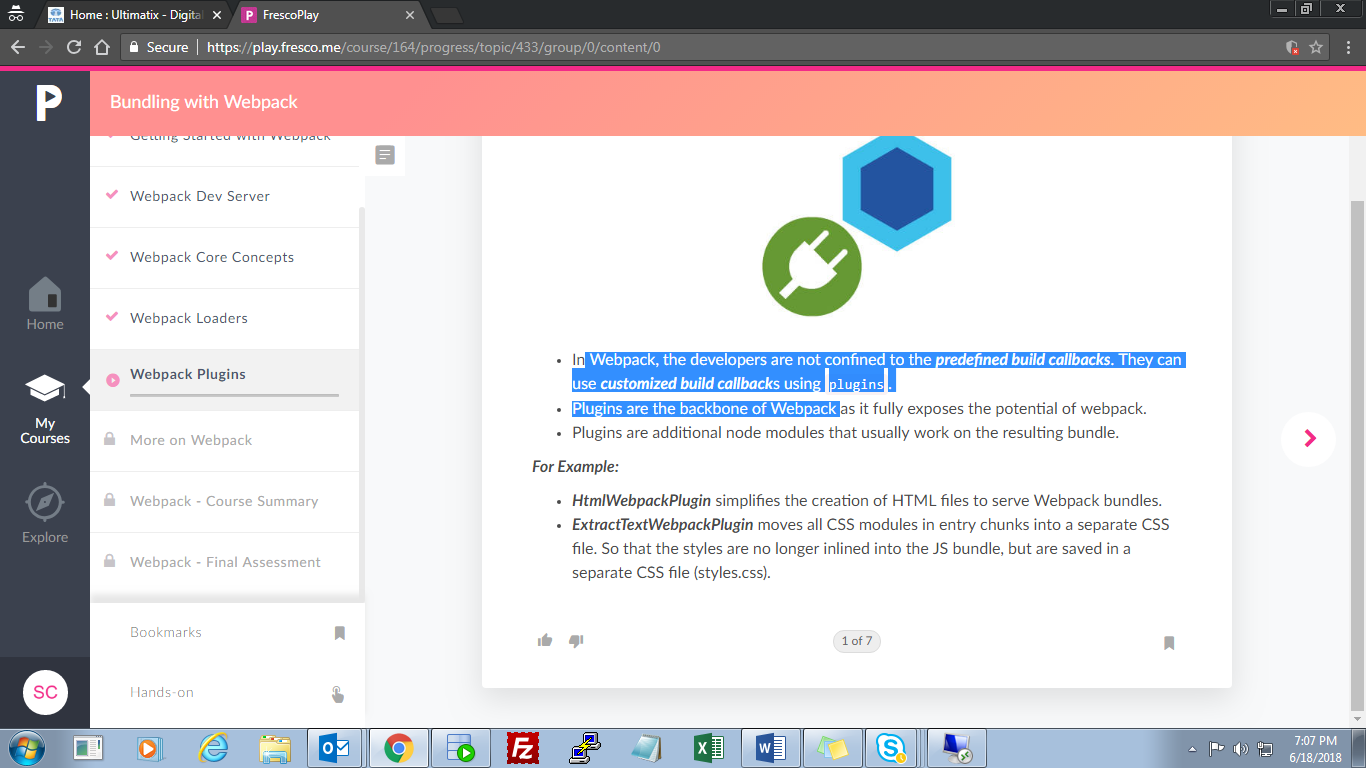 Home : Ultimatix - Digital
FrescoPlay
Secure
https://play.fresco.me/course/164/progress/topic/433/group/0/content/0
TATA
P
Bundling with Webpack
Getting Started with Webpack
Webpack Dev Server
Webpack Core Concepts
Webpack Loaders
Webpack Plugins
More on Webpack
Webpack - Course Summary
Webpack - Final Assessment
Bookmarks
Hands-on
Home
My
Courses
Explore
SC
In Webpack, the developers are not confined to the predefined build callbacks. They can
use customized build callbacks using plugins.
Plugins are the backbone of Webpack as it fully exposes the potential of webpack.
Plugins are additional node modules that usually work on the resulting bundle.
For Example:
HtmlWebpackPlugin simplifies the creation of HTML files to serve Webpack bundles.
ExtractTextWebpackPlugin moves all CSS modules in entry chunks into a separate CSS
file. So that the styles are no longer inlined into the JS bundle, but are saved in a
separate CSS file (styles.css).
1 of 7
7:07 PM
6/18/2018